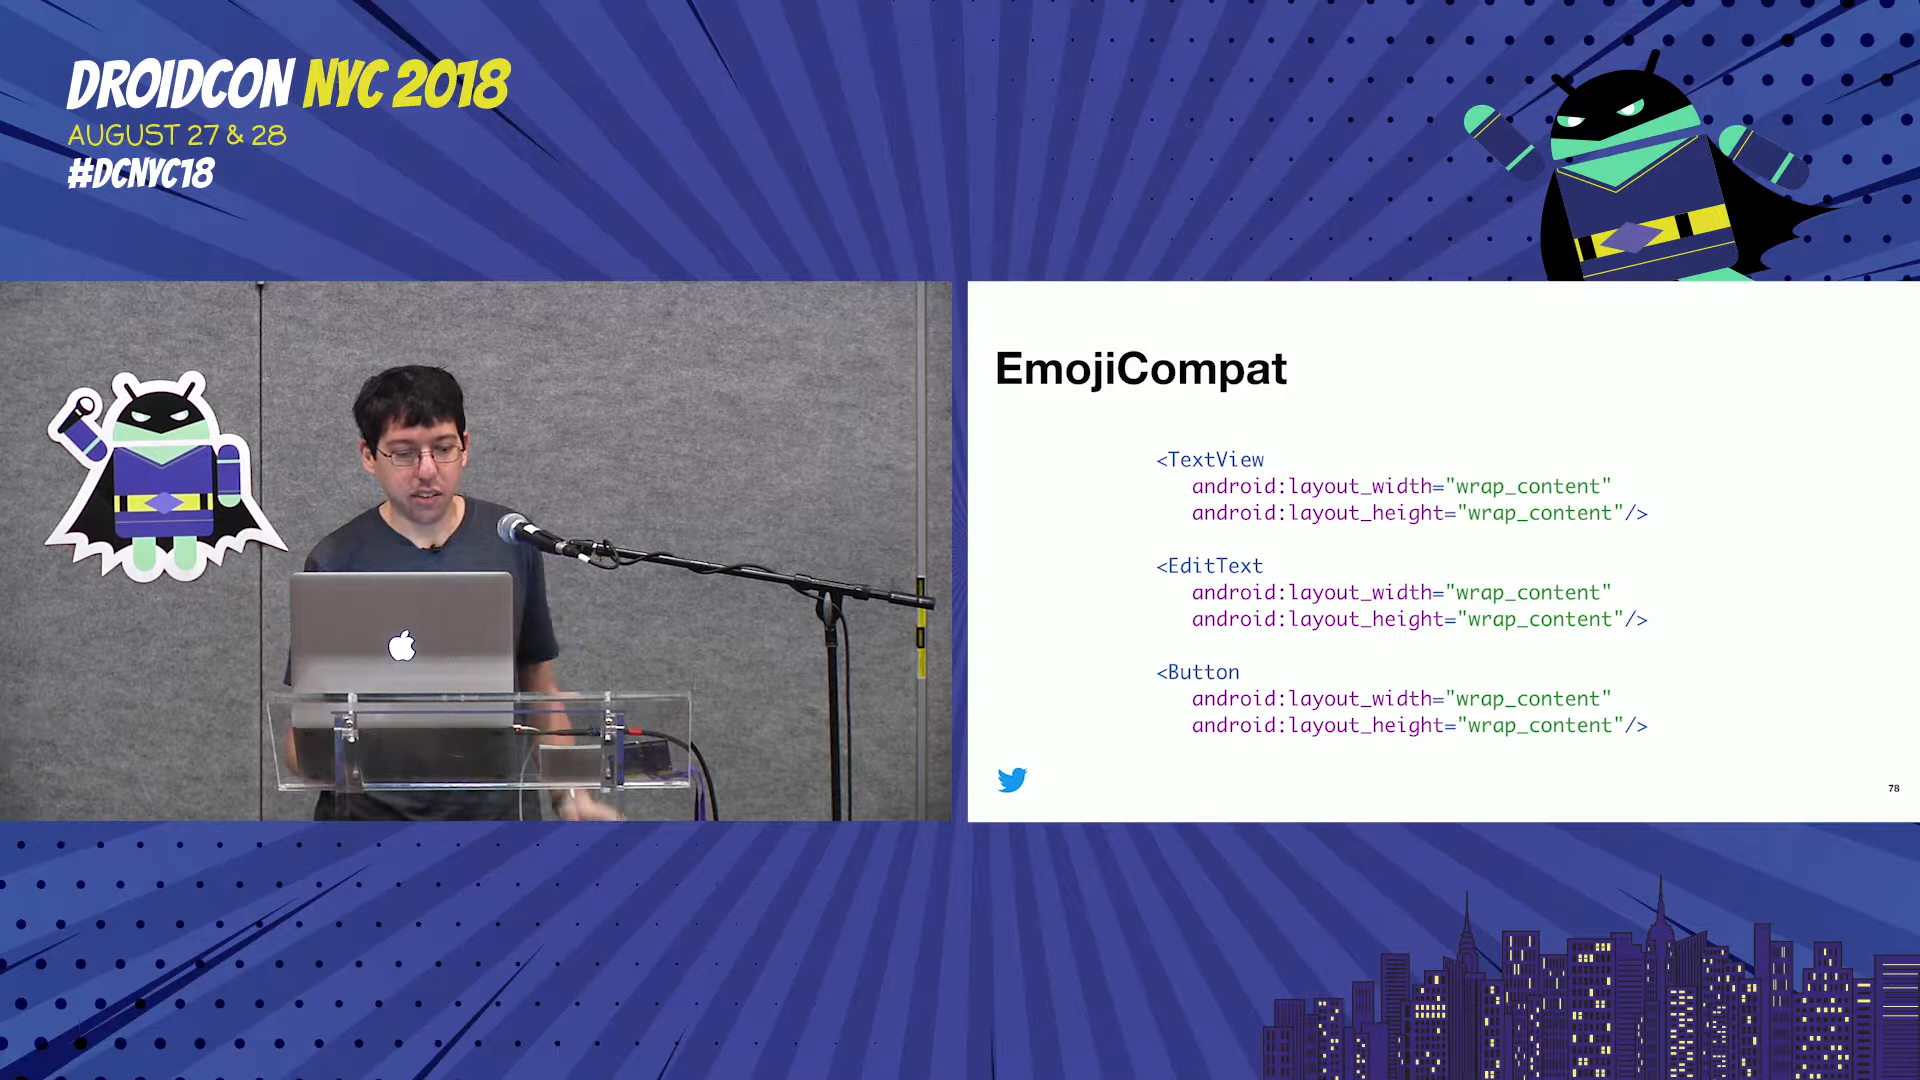 DROIDCON NYC 2018
AUGUST 27 & 28
#DCNYC18
EmojiCompat
<TextView
android:layout_width="wrap_content"
android:layout_height="wrap_content"/>
<EditText
android:layout_width="wrap_content"
android:layout_height="wrap_content"/>
<Button
android:layout_width="wrap_content"
android:layout_height="wrap_content"/>
78